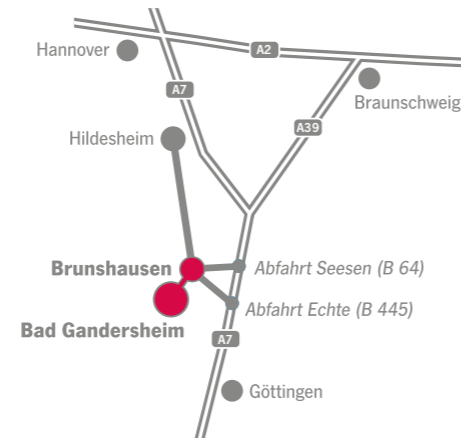 Hannover
A2
A7
Braunschweig
A39
Hildesheim
Brunshausen
Abfahrt Seesen (B 64)
Abfahrt Echte (B 445)
Bad Gandersheim
A7
Göttingen